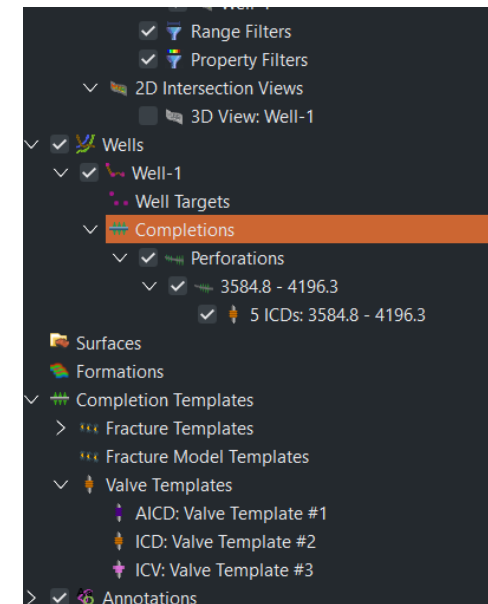 Well-1
Range Filters
Property Filters
2D Intersection Views
3D View: Well-1
Wells
Well-1
Well Targets
Completions
Perforations
3584.8 - 4196.3
5 ICDs: 3584.8 - 4196.3
Surfaces
Formations
Completion Templates
Fracture Templates
Fracture Model Templates
Valve Templates
AICD: Valve Template #1
ICD: Valve Template #2
ICV: Valve Template #3
Annotations